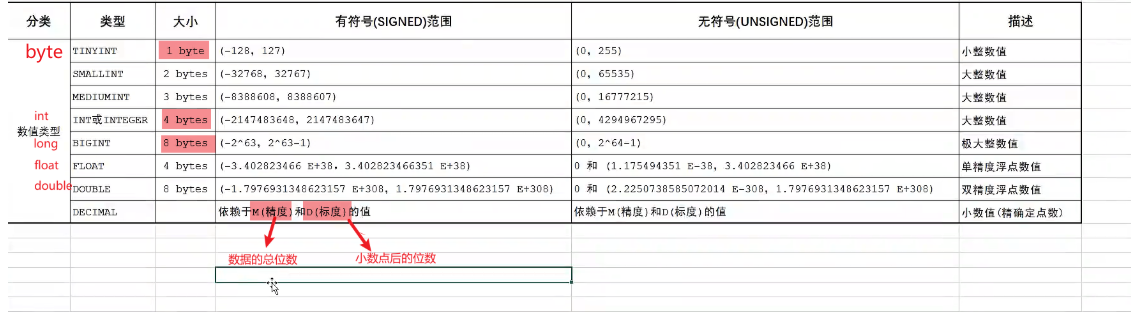 分类 类型 大小 有符号(SIGNED)范围 无符号(UNSIGNED)范围 描述
byte TINYINT 1 byte (-128, 127) (0, 255) 小整数值
SMALLINT 2 bytes (-32768, 32767) (0, 65535) 大整数值
MEDIUMINT 3 bytes (-8388608, 8388607) (0, 16777215) 大整数值
int INT或INTEGER 4 bytes (-2147483648, 2147483647) (0, 4294967295) 大整数值
数值类型
long BIGINT 8 bytes (-2^63, 2^63-1) (0, 2^64-1) 极大整数值
float FLOAT 4 bytes (-3.402823466 E+38, 3.402823466351 E+38) 0 和 (1.175494351 E-38, 3.402823466 E+38) 单精度浮点数值
double DOUBLE 8 bytes (-1.7976931348623157 E+308, 1.7976931348623157 E+308) 0 和 (2.2250738585072014 E-308, 1.7976931348623157 E+308) 双精度浮点数值
DECIMAL 依赖于M(精度)和D(标度)的值 依赖于M(精度)和D(标度)的值 小数值(精确定点数)
数据的总位数 小数点后的位数